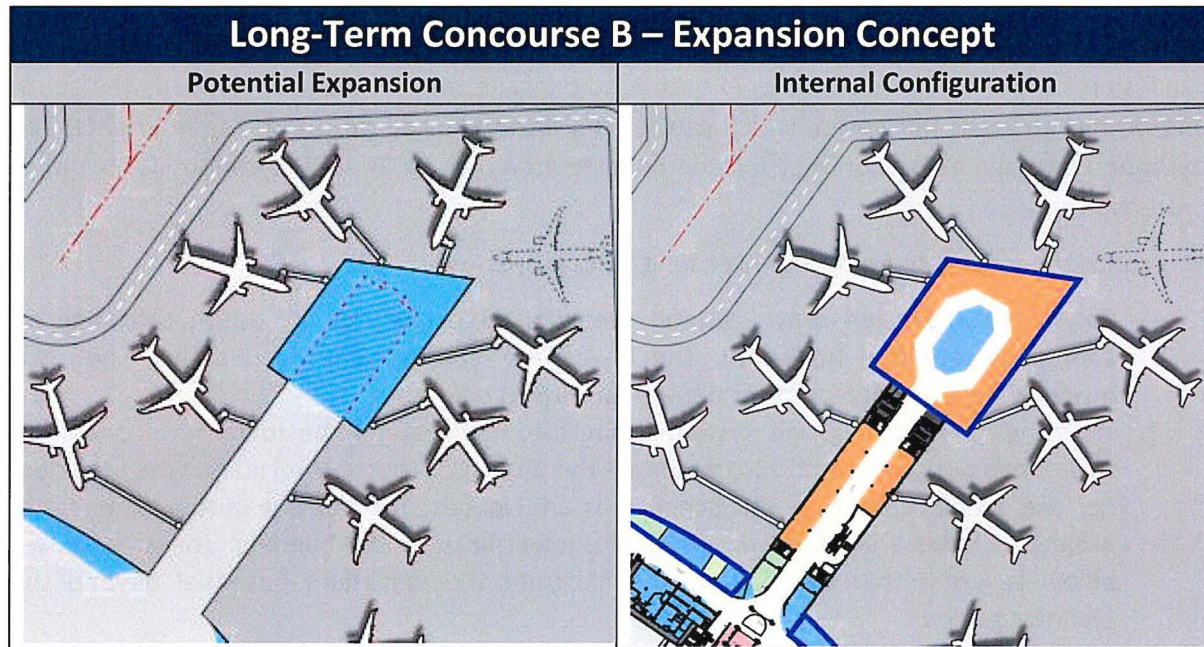 Long-Term Concourse B – Expansion Concept
Potential Expansion
Internal Configuration